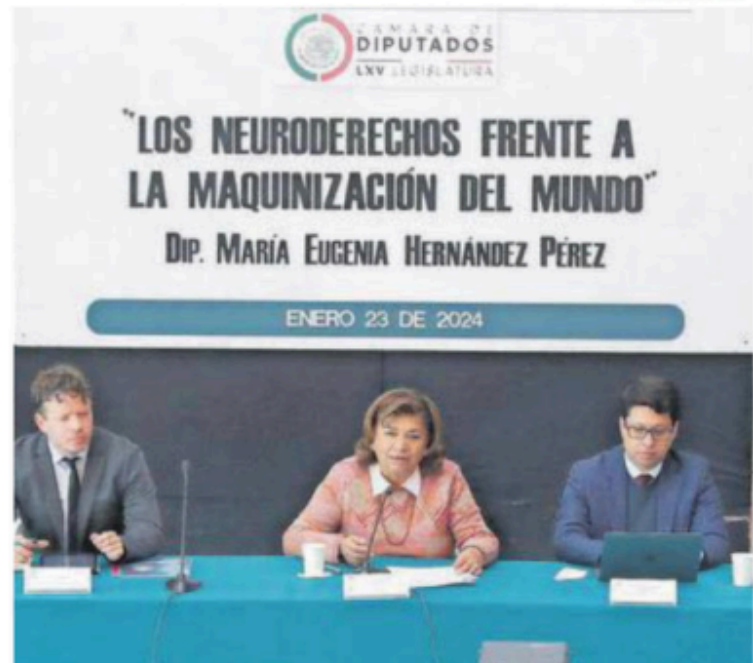 CÁMARA DE
DIPUTADOS
LXV LEGISLATURA
"LOS NEURODERECHOS FRENTE A
LA MAQUINIZACIÓN DEL MUNDO"
DIP. MARÍA EUGENIA HERNÁNDEZ PÉREZ
ENERO 23 DE 2024